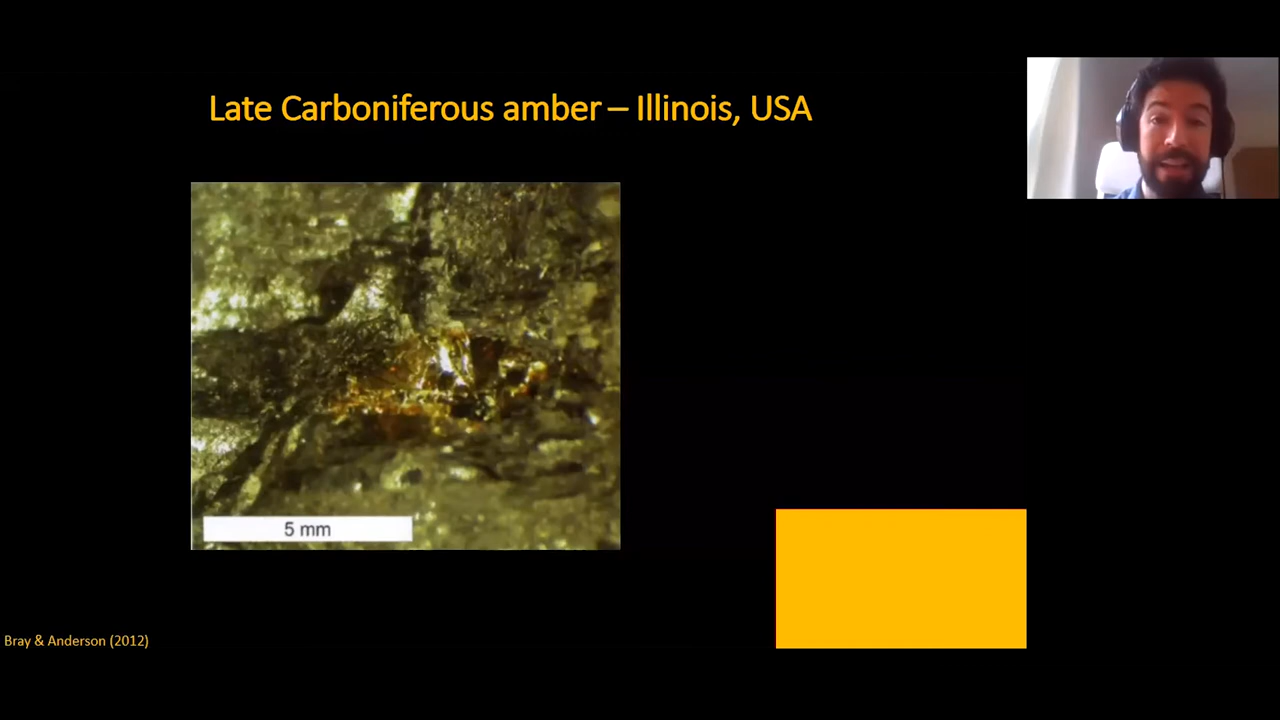 Late Carboniferous amber – Illinois, USA
5 mm
Bray & Anderson (2012)